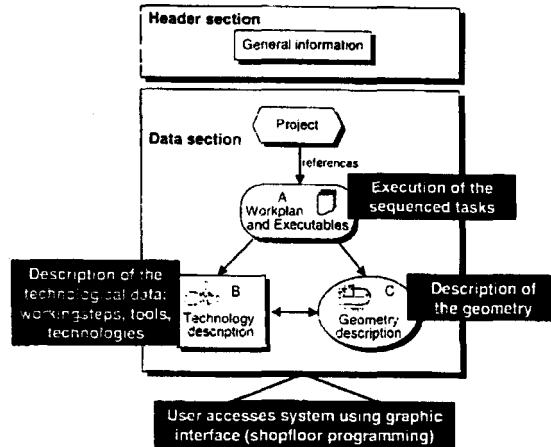 Header section
General information
Data section
Project
references
A
Workplan
and Executables
Execution of the
sequenced tasks
Description of the
technological data:
workingsteps, tools,
technologies
B
Technology
description
C
Geometry
description
Description of
the geometry
User accesses system using graphic
interface (shopfloor programming)